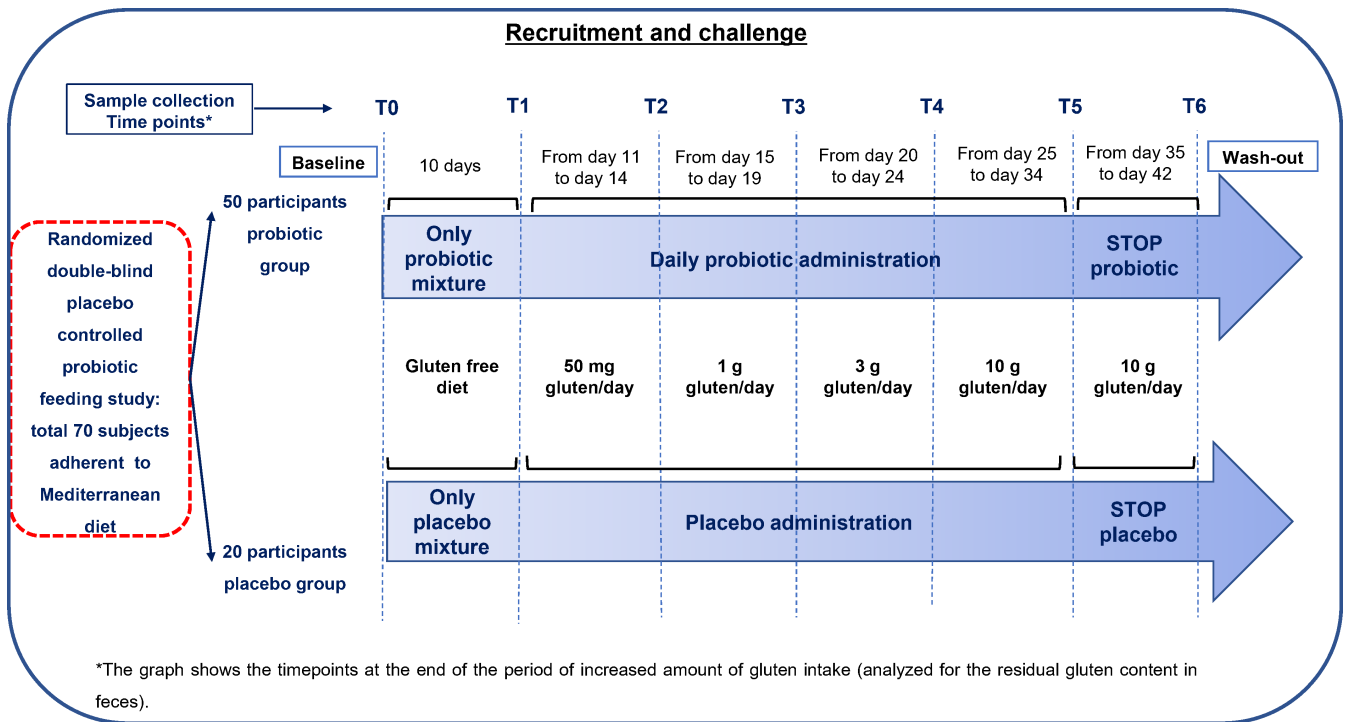 Recruitment and challenge
Sample collection
Time points*
T0
T1
T2
T3
T4
T5
T6
Baseline
10 days
From day 11
to day 14
From day 15
to day 19
From day 20
to day 24
From day 25
to day 34
From day 35
to day 42
Wash-out
50 participants
probiotic
group
Randomized
double-blind
placebo
controlled
probiotic
feeding study:
total 70 subjects
adherent to
Mediterranean
diet
Only
probiotic
mixture
Daily probiotic administration
STOP
probiotic
Gluten free
diet
50 mg
gluten/day
1 g
gluten/day
3 g
gluten/day
10 g
gluten/day
10 g
gluten/day
Only
placebo
mixture
Placebo administration
STOP
placebo
20 participants
placebo group
*The graph shows the timepoints at the end of the period of increased amount of gluten intake (analyzed for the residual gluten content in
feces).